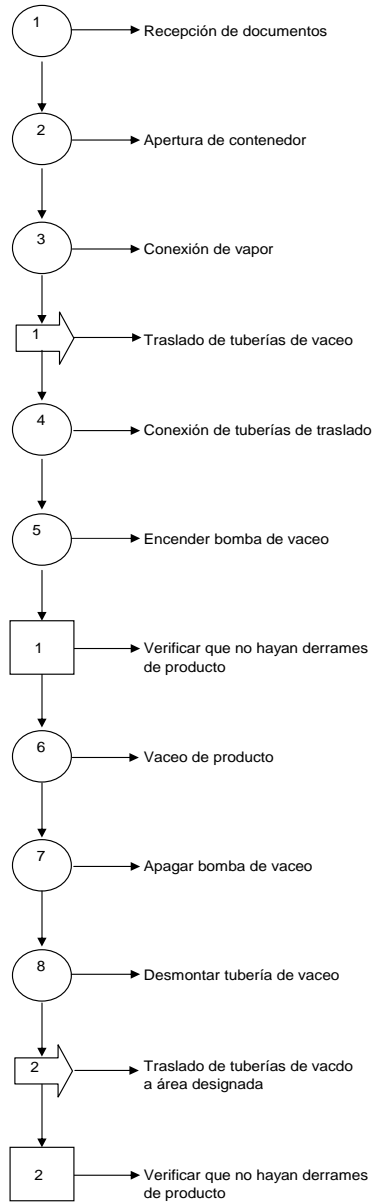 1 Recepción de documentos
2 Apertura de contenedor
3 Conexión de vapor
1 Traslado de tuberías de vaceo
4 Conexión de tuberías de traslado
5 Encender bomba de vaceo
1 Verificar que no hayan derrames
de producto
6 Vaceo de producto
7 Apagar bomba de vaceo
8 Desmontar tubería de vaceo
2 Traslado de tuberías de vacdo
a área designada
2 Verificar que no hayan derrames
de producto